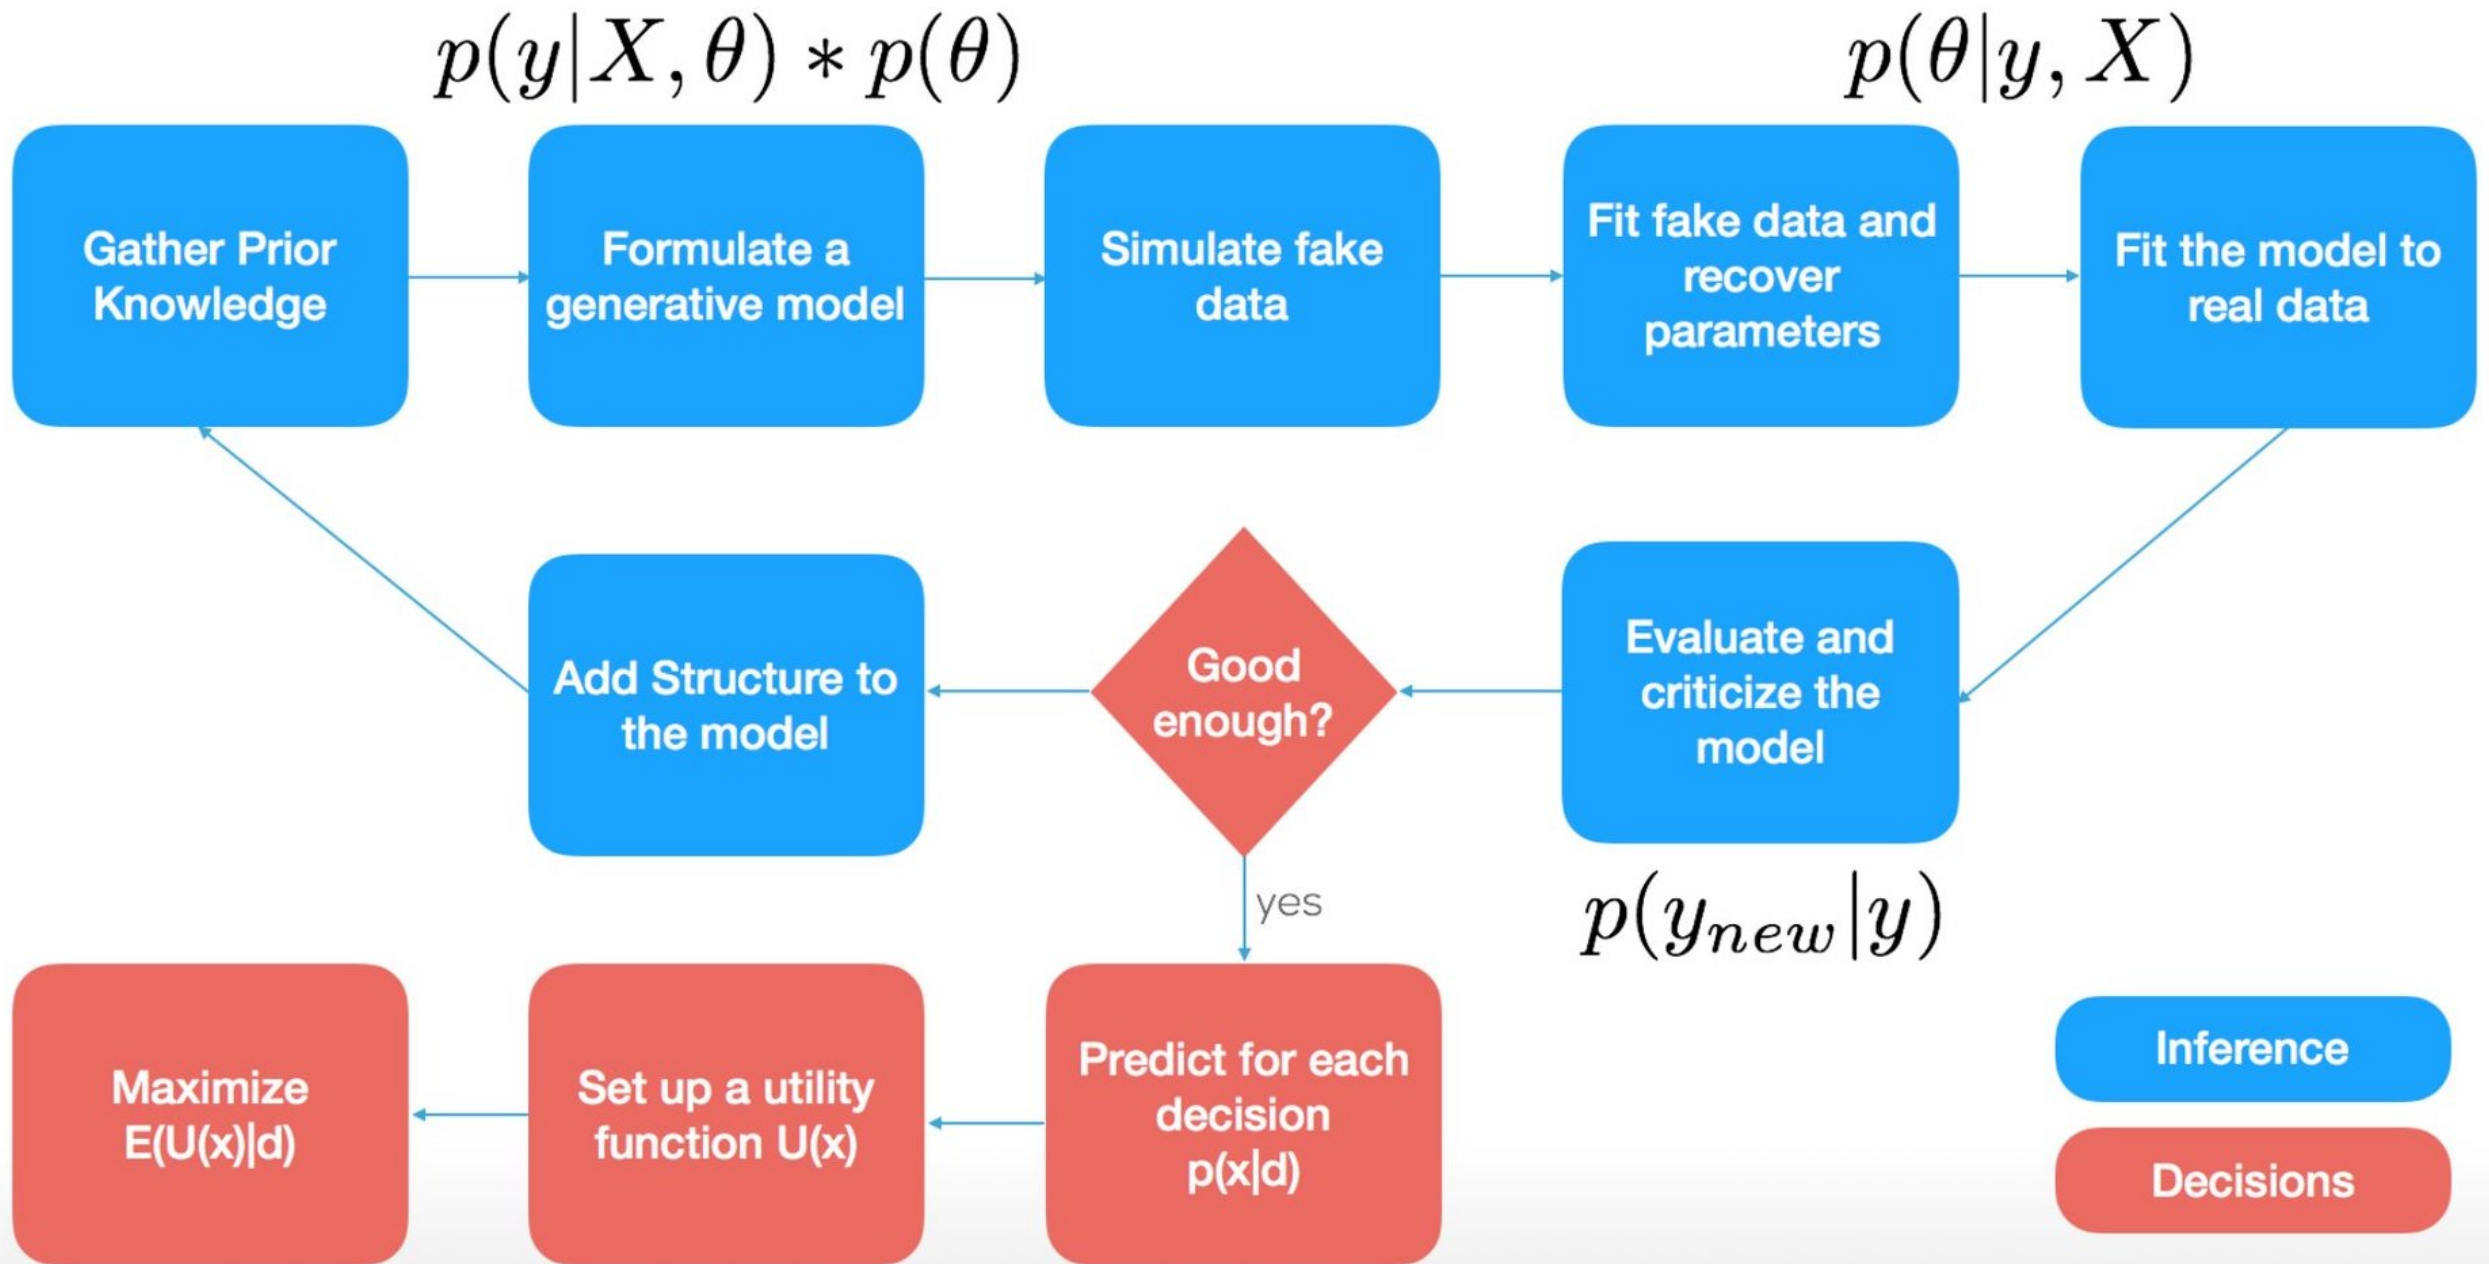 p(y|X, θ) * p(θ)
p(θ|y, X)
Gather Prior
Knowledge
Formulate a
generative model
Simulate fake
data
Fit fake data and
recover
parameters
Fit the model to
real data
Add Structure to
the model
Good
enough?
Evaluate and
criticize the
model
yes
p(y_new|y)
Maximize
E(U(x)|d)
Set up a utility
function U(x)
Predict for each
decision
p(x|d)
Inference
Decisions